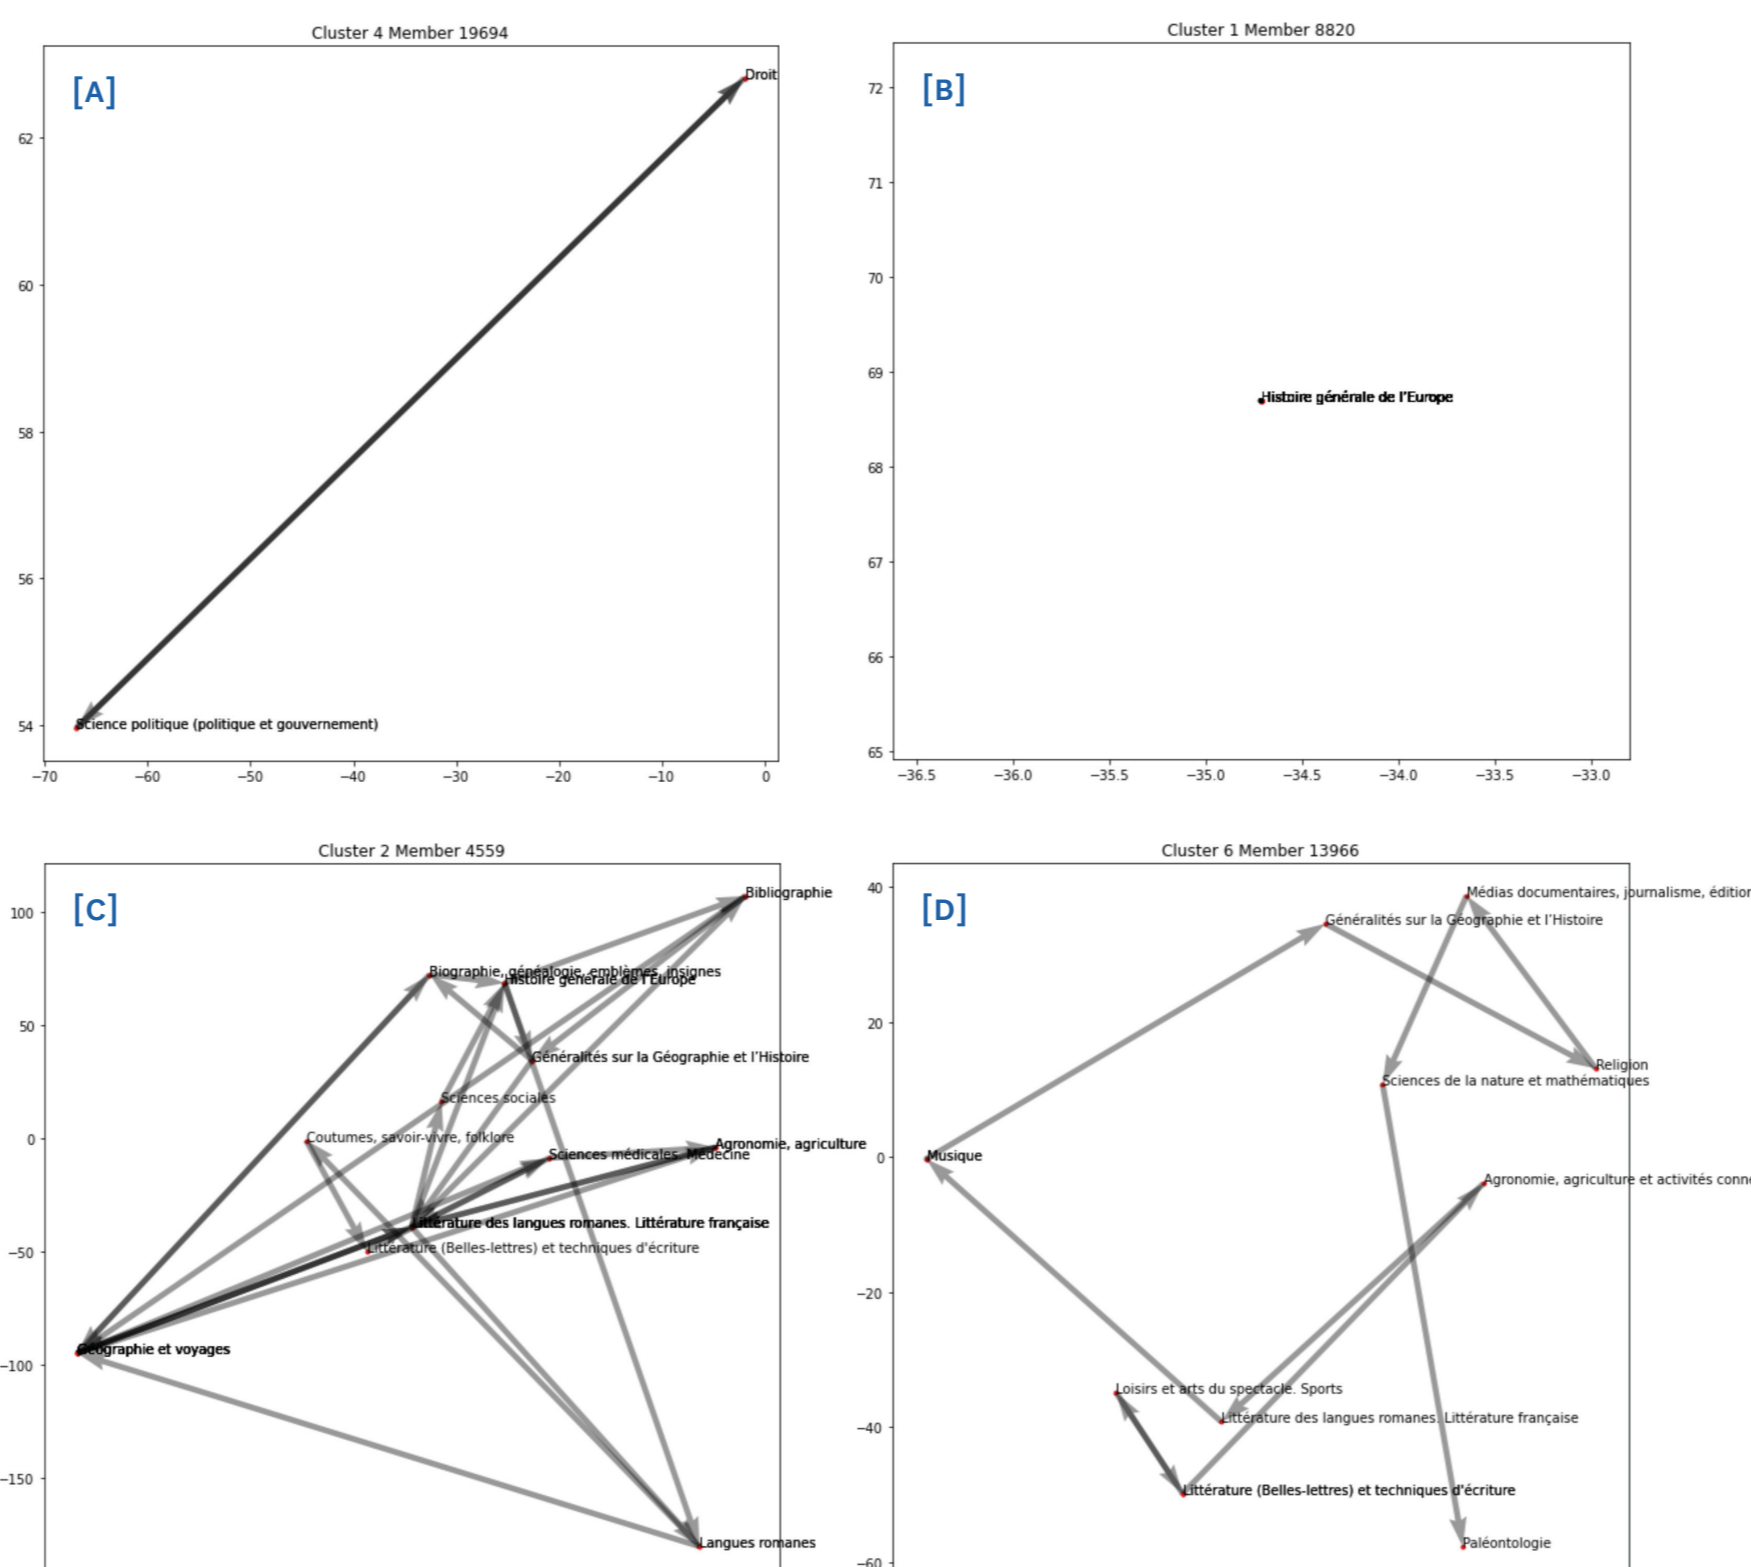 Cluster 4 Member 19694
[A]
Droit
62
60
58
56
54
Science politique (politique et gouvernement)
−70 −60 −50 −40 −30 −20 −10 0
Cluster 1 Member 8820
[B]
72
71
70
69
68
67
66
65
Histoire générale de l'Europe
−36.5 −36.0 −35.5 −35.0 −34.5 −34.0 −33.5 −33.0
Cluster 2 Member 4559
[C]
100
50
0
−50
−100
−150
Bibliographie
Biographie, généalogie, emblèmes, insignes
Histoire générale de l'Europe
Généralités sur la Géographie et l'Histoire
Sciences sociales
Coutumes, savoir-vivre, folklore
Agronomie, agriculture
Sciences médicales. Médecine
Littérature des langues romanes. Littérature française
Littérature (Belles-lettres) et techniques d'écriture
Géographie et voyages
Langues romanes
Cluster 6 Member 13966
[D]
40
20
0
−20
−40
−60
Médias documentaires, journalisme, édition
Généralités sur la Géographie et l'Histoire
Religion
Sciences de la nature et mathématiques
Musique
Agronomie, agriculture et activités conne
Loisirs et arts du spectacle. Sports
Littérature des langues romanes. Littérature française
Littérature (Belles-lettres) et techniques d'écriture
Paléontologie